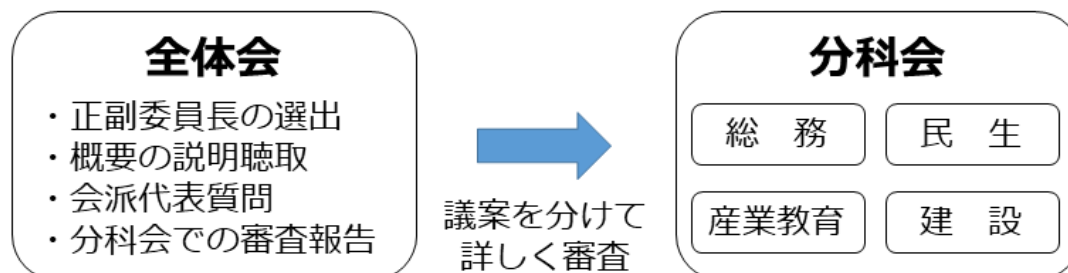 全体会
・正副委員長の選出
・概要の説明聴取
・会派代表質問
・分科会での審査報告
議案を分けて
詳しく審査
分科会
総　務
民　生
産業教育
建　設